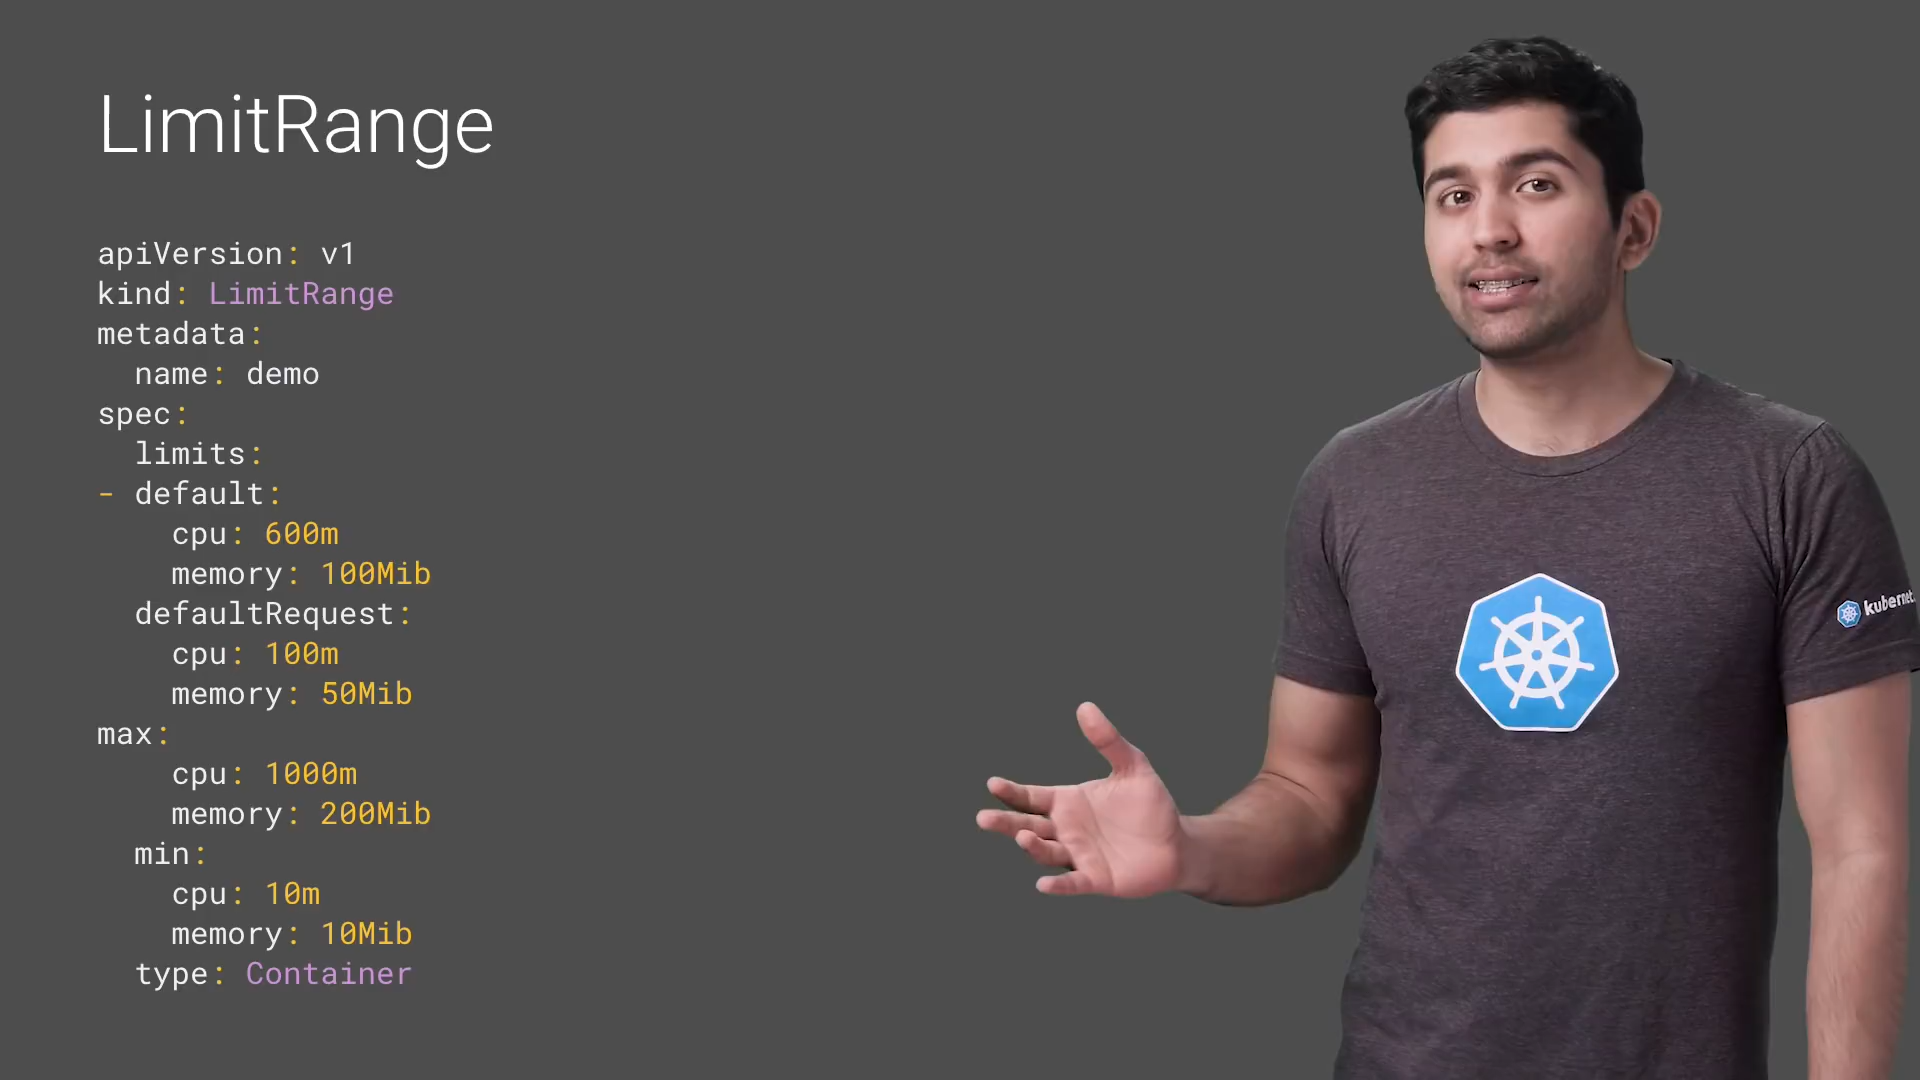 LimitRange
apiVersion: v1
kind: LimitRange
metadata:
  name: demo
spec:
  limits:
- default:
    cpu: 600m
    memory: 100Mib
  defaultRequest:
    cpu: 100m
    memory: 50Mib
max:
    cpu: 1000m
    memory: 200Mib
  min:
    cpu: 10m
    memory: 10Mib
  type: Container
kubernet